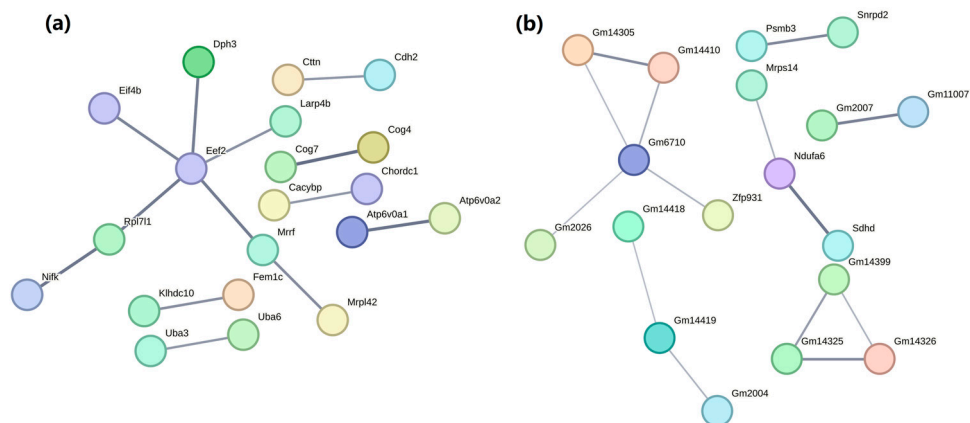 (a)
Dph3
Cttn
Cdh2
Eif4b
Larp4b
Eef2
Cog4
Cog7
Cacybp
Chordc1
Atp6v0a1
Atp6v0a2
Rpl7l1
Mrrf
Nifk
Fem1c
Klhdc10
Mrpl42
Uba3
Uba6
(b)
Gm14305
Gm14410
Psmb3
Snrpd2
Mrps14
Gm2007
Gm11007
Gm6710
Ndufa6
Zfp931
Gm14418
Gm2026
Sdhd
Gm14399
Gm14419
Gm14325
Gm14326
Gm2004